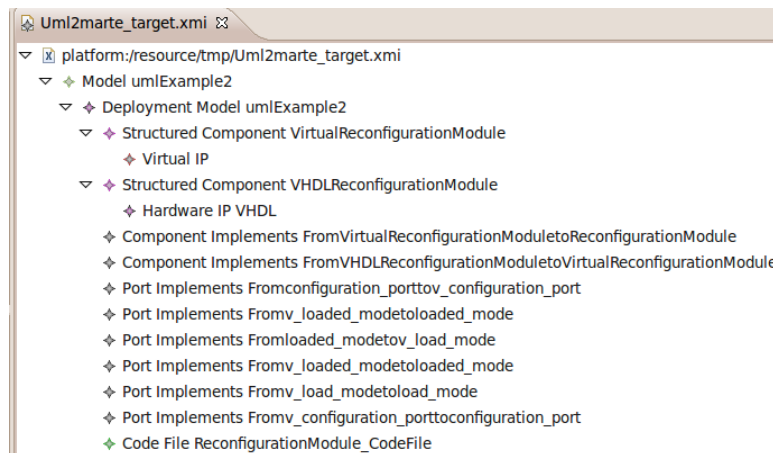 Uml2marte_target.xmi
platform:/resource/tmp/Uml2marte_target.xmi
Model umlExample2
Deployment Model umlExample2
Structured Component VirtualReconfigurationModule
Virtual IP
Structured Component VHDLReconfigurationModule
Hardware IP VHDL
Component Implements FromVirtualReconfigurationModuletoReconfigurationModule
Component Implements FromVHDLReconfigurationModuletoVirtualReconfigurationModule
Port Implements Fromconfiguration_porttov_configuration_port
Port Implements Fromv_loaded_modetoloaded_mode
Port Implements Fromloaded_modetov_load_mode
Port Implements Fromv_loaded_modetoloaded_mode
Port Implements Fromv_load_modetoload_mode
Port Implements Fromv_configuration_porttoconfiguration_port
Code File ReconfigurationModule_CodeFile